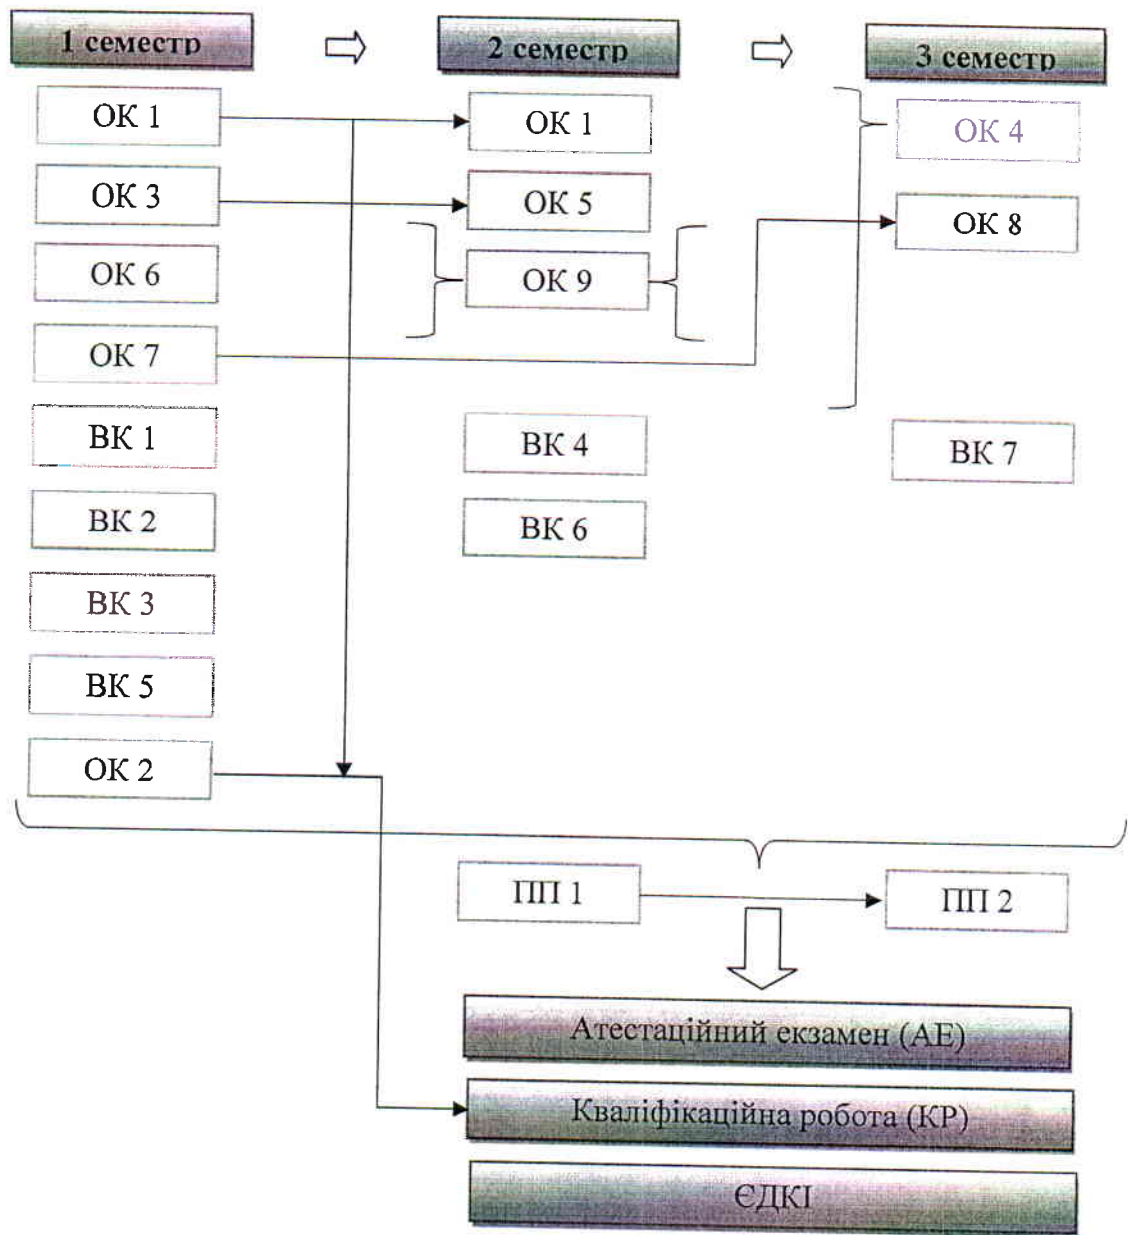 1 семестр
2 семестр
3 семестр
ОК 1
ОК 1
ОК 4
ОК 3
ОК 5
ОК 8
ОК 6
ОК 9
ОК 7
ВК 1
ВК 4
ВК 7
ВК 2
ВК 6
ВК 3
ВК 5
ОК 2
ПП 1
ПП 2
Атестаційний екзамен (АЕ)
Кваліфікаційна робота (КР)
ЄДКІ